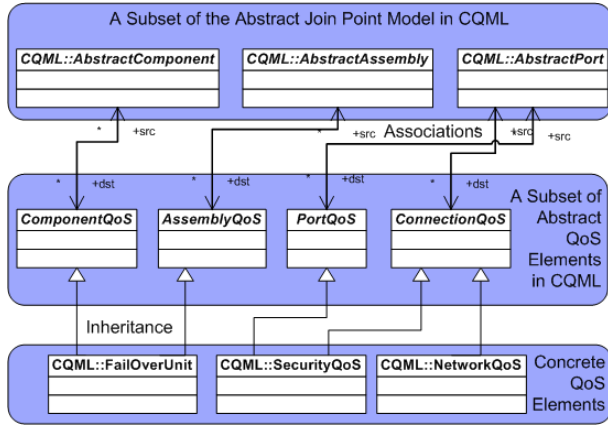 A Subset of the Abstract Join Point Model in CQML
CQML::AbstractComponent
CQML::AbstractAssembly
CQML::AbstractPort
*
+src
*
+src
Associations
*
+src
+src
*
+dst
*
+dst
*
+dst
*
+dst
A Subset of
Abstract
QoS
Elements
in CQML
ComponentQoS
AssemblyQoS
PortQoS
ConnectionQoS
Inheritance
CQML::FailOverUnit
CQML::SecurityQoS
CQML::NetworkQoS
Concrete
QoS
Elements